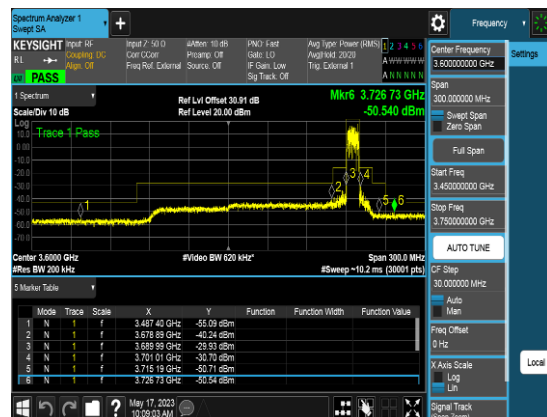 Spectrum Analyzer 1
Swept SA
+
Frequency
KEYSIGHT
RL
PASS
Input: RF
Coupling: DC
Align: Off
Input Z: 50 Ω
Corr CCorr
Freq Ref: External
#Atten: 10 dB
Preamp: Off
Source: Off
PNO: Fast
Gate: LO
IF Gain: Low
Sig Track: Off
Avg Type: Power (RMS)
Avg|Hold: 20/20
Trig: External 1
1 2 3 4 5 6
A W W W W W
A N N N N N
1 Spectrum
Scale/Div 10 dB
Ref Lvl Offset 30.91 dB
Ref Level 20.00 dBm
Mkr6 3.726 73 GHz
-50.540 dBm
Log
Trace 1 Pass
10.0
0.00
-10.0
-20.0
-30.0
-40.0
-50.0
-60.0
-70.0
1
2
3
4
5
6
Center 3.6000 GHz
#Res BW 200 kHz
#Video BW 620 kHz*
Span 300.0 MHz
#Sweep ~10.2 ms (30001 pts)
5 Marker Table
Mode Trace Scale X Y Function Function Width Function Value
1 N 1 f 3.487 40 GHz -55.09 dBm
2 N 1 f 3.678 89 GHz -40.24 dBm
3 N 1 f 3.689 99 GHz -29.93 dBm
4 N 1 f 3.701 01 GHz -30.70 dBm
5 N 1 f 3.715 19 GHz -50.71 dBm
6 N 1 f 3.726 73 GHz -50.54 dBm
May 17, 2023
10:09:03 AM
?
Center Frequency
3.600000000 GHz
Span
300.000000 MHz
Swept Span
Zero Span
Full Span
Start Freq
3.450000000 GHz
Stop Freq
3.750000000 GHz
AUTO TUNE
CF Step
30.000000 MHz
Auto
Man
Freq Offset
0 Hz
X Axis Scale
Log
Lin
Signal Track
(Span Zoom)
Settings
Local